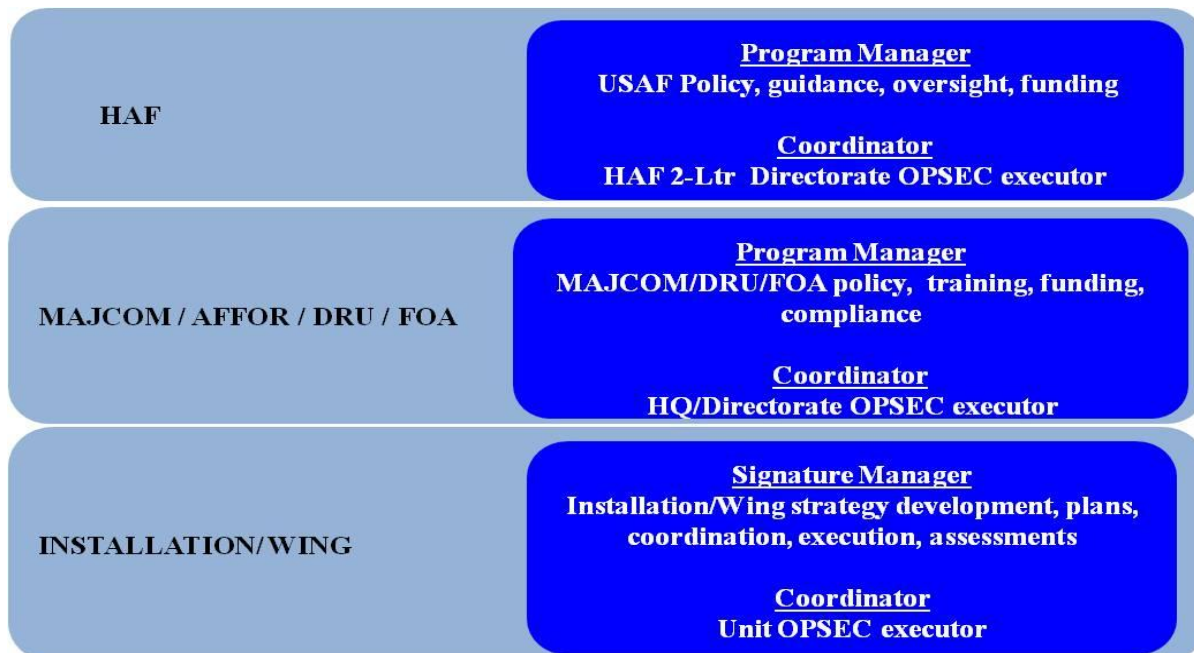 HAF
Program Manager
USAF Policy, guidance, oversight, funding
Coordinator
HAF 2-Ltr Directorate OPSEC executor
MAJCOM / AFFOR / DRU / FOA
Program Manager
MAJCOM/DRU/FOA policy, training, funding,
compliance
Coordinator
HQ/Directorate OPSEC executor
INSTALLATION/WING
Signature Manager
Installation/Wing strategy development, plans,
coordination, execution, assessments
Coordinator
Unit OPSEC executor